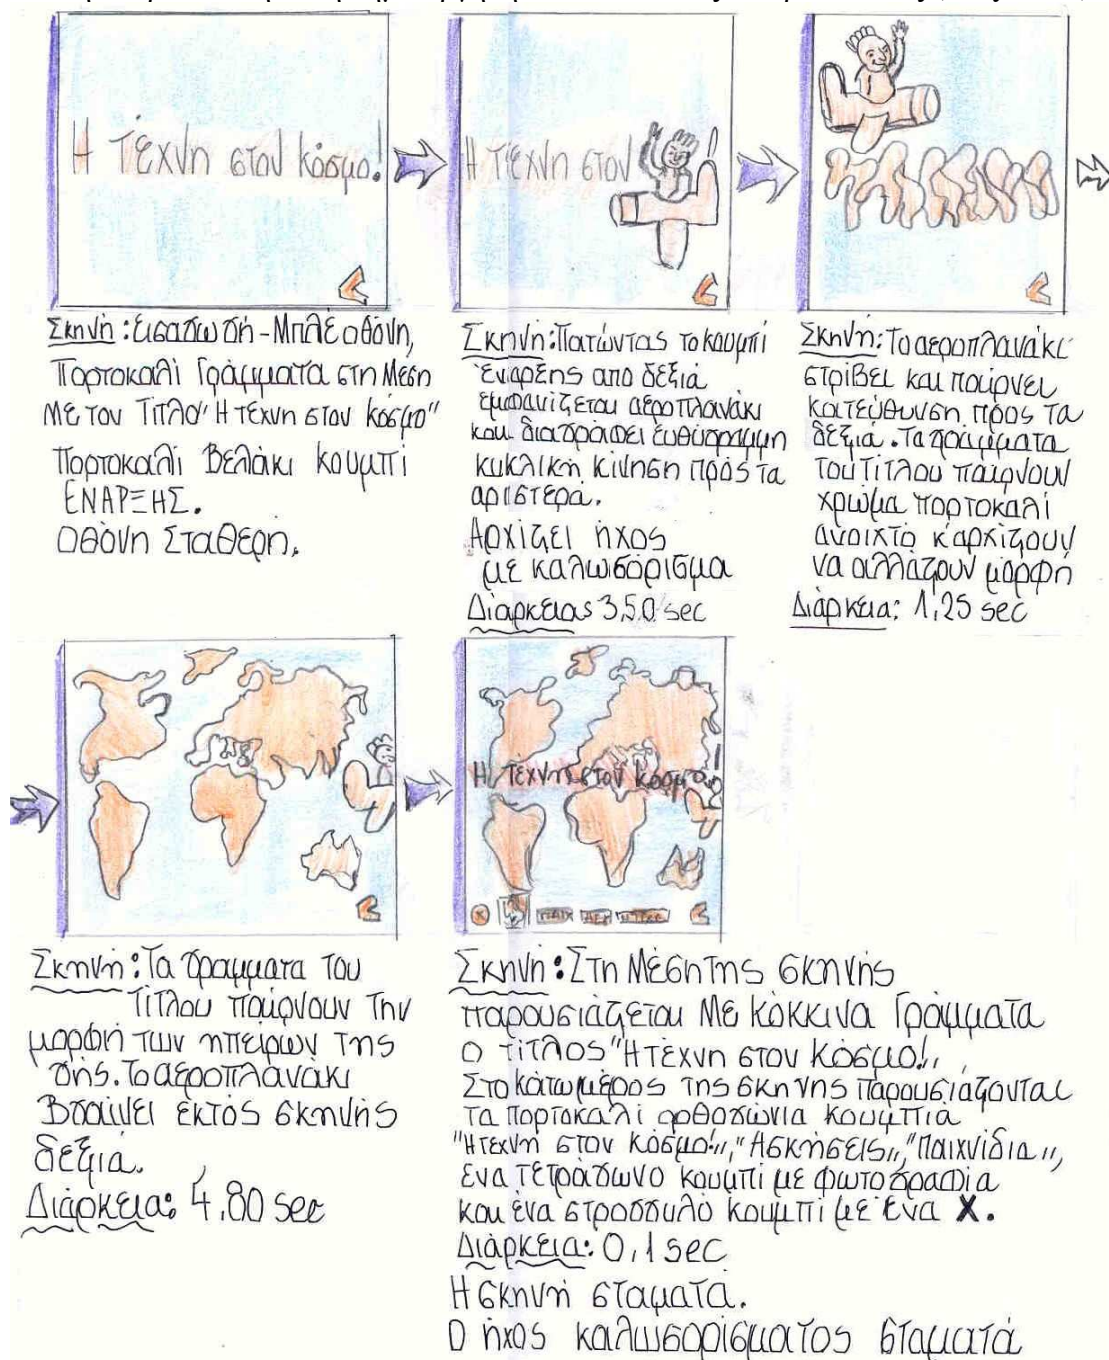 Η Τέχνη στον κόσμο!
Η Τέχνη στον
Σκηνή: Εισαγωγή - Μπλε οθόνη,
Πορτοκαλί Γράμματα στη Μέση
Με τον Τίτλο "Η τέχνη στον κόσμο"
Πορτοκαλί Βελάκι κουμπί
ΕΝΑΡΞΗΣ.
Οθόνη Σταθερή.
Σκηνή: Πατώντας το κουμπί
έναρξης από δεξιά
εμφανίζεται αεροπλανάκι
και διαγράφει ευθύγραμμη
κυκλική κίνηση προς τα
αριστερά.
Αρχίζει ήχος
με καλωσόρισμα
Διάρκειας 3,50 sec
Σκηνή: Το αεροπλανάκι
στρίβει και παίρνει
κατεύθυνση προς τα
δεξιά. Τα γράμματα
του Τίτλου παίρνουν
χρώμα πορτοκαλί
ανοιχτό κ αρχίζουν
να αλλάζουν μορφή
Διάρκεια: 1,25 sec
Η Τέχνη στον κόσμο!
Χ ΠΑΙΧ ΑΣΚ
Σκηνή: Τα γραμματα του
Τίτλου παίρνουν την
μορφή των ηπείρων της
γης. Το αεροπλανάκι
Βγαίνει εκτός σκηνής
δεξιά.
Διάρκεια: 4,80 sec
Σκηνή: Στη Μέση της σκηνής
παρουσιάζεται Με κόκκινα Γράμματα
ο τίτλος "Η τέχνη στον κόσμο!"
Στο κάτω μέρος της σκηνης παρουσιάζονται
τα πορτοκαλί ορθογώνια κουμπιά
"Η τέχνη στον κόσμο!", "Ασκήσεις", "Παιχνίδια",
ένα τετράγωνο κουμπί με φωτογραφία
και ένα στρογγυλό κουμπί με ένα Χ.
Διάρκεια: 0,1 sec
Η σκηνή σταματά.
Ο ήχος καλωσορίσματος σταματά